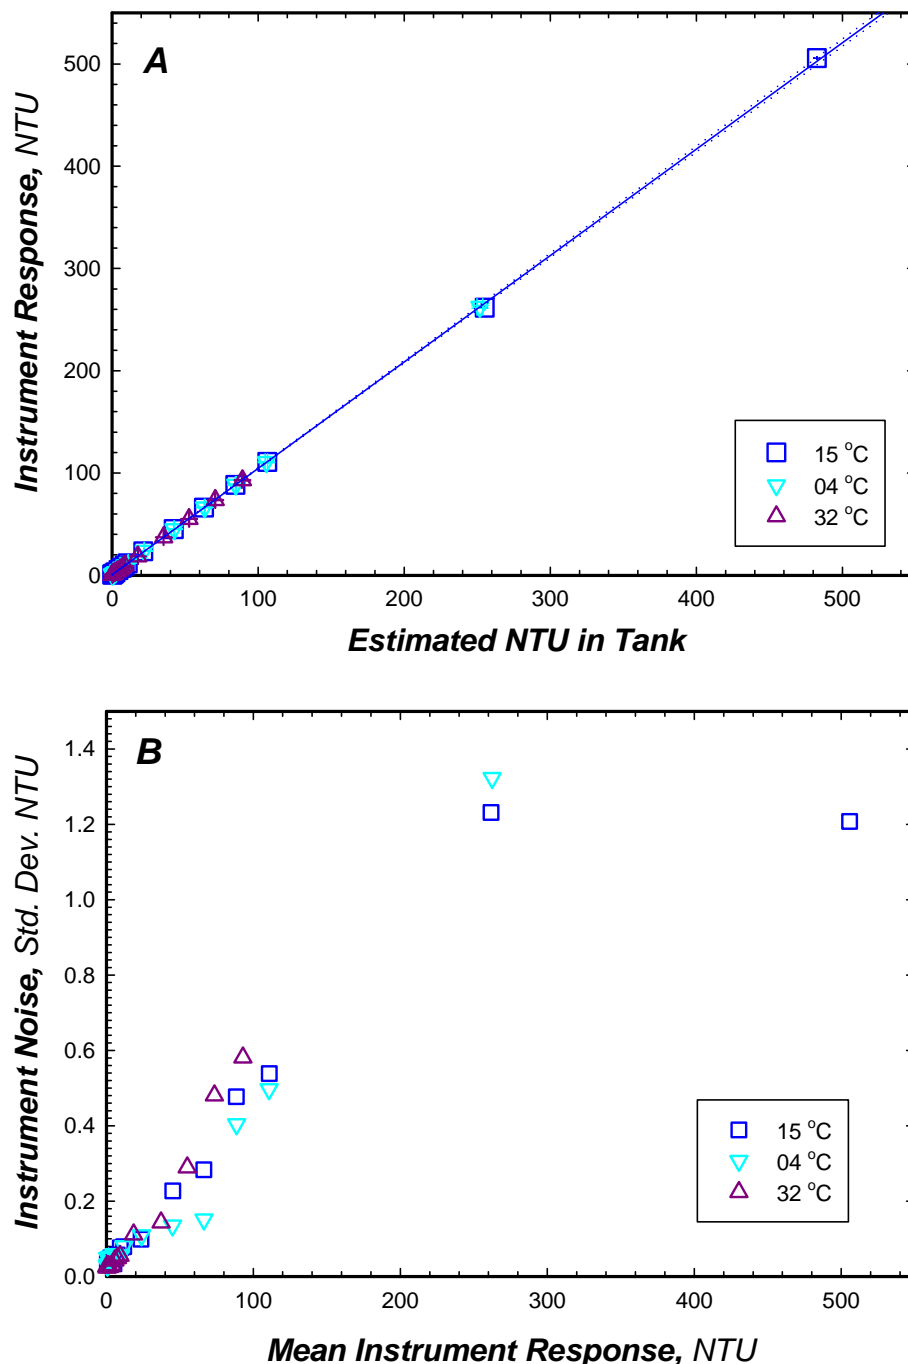 A
Instrument Response, NTU
500
400
300
200
100
0
0 100 200 300 400 500
15 °C
04 °C
32 °C
Estimated NTU in Tank
B
Instrument Noise, Std. Dev. NTU
1.4
1.2
1.0
0.8
0.6
0.4
0.2
0.0
15 °C
04 °C
32 °C
0 100 200 300 400 500
Mean Instrument Response, NTU